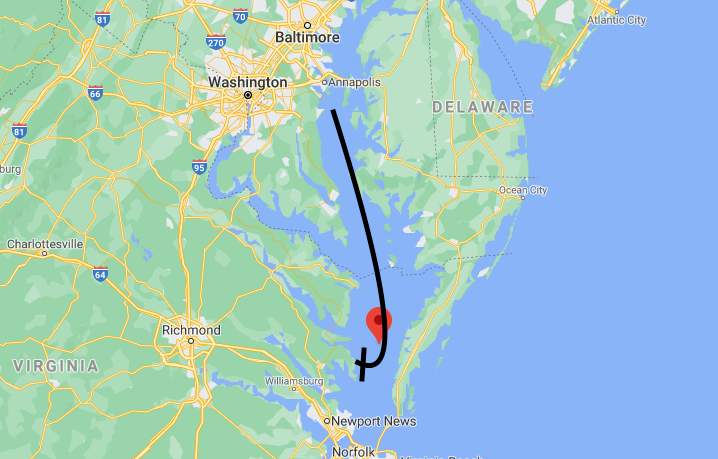 81
70
Baltimore
Atlantic City
270
Washington
Annapolis
66
DELAWARE
81
burg
95
Ocean City
Charlottesville
64
Richmond
VIRGINIA
Williamsburg
Newport News
Norfolk